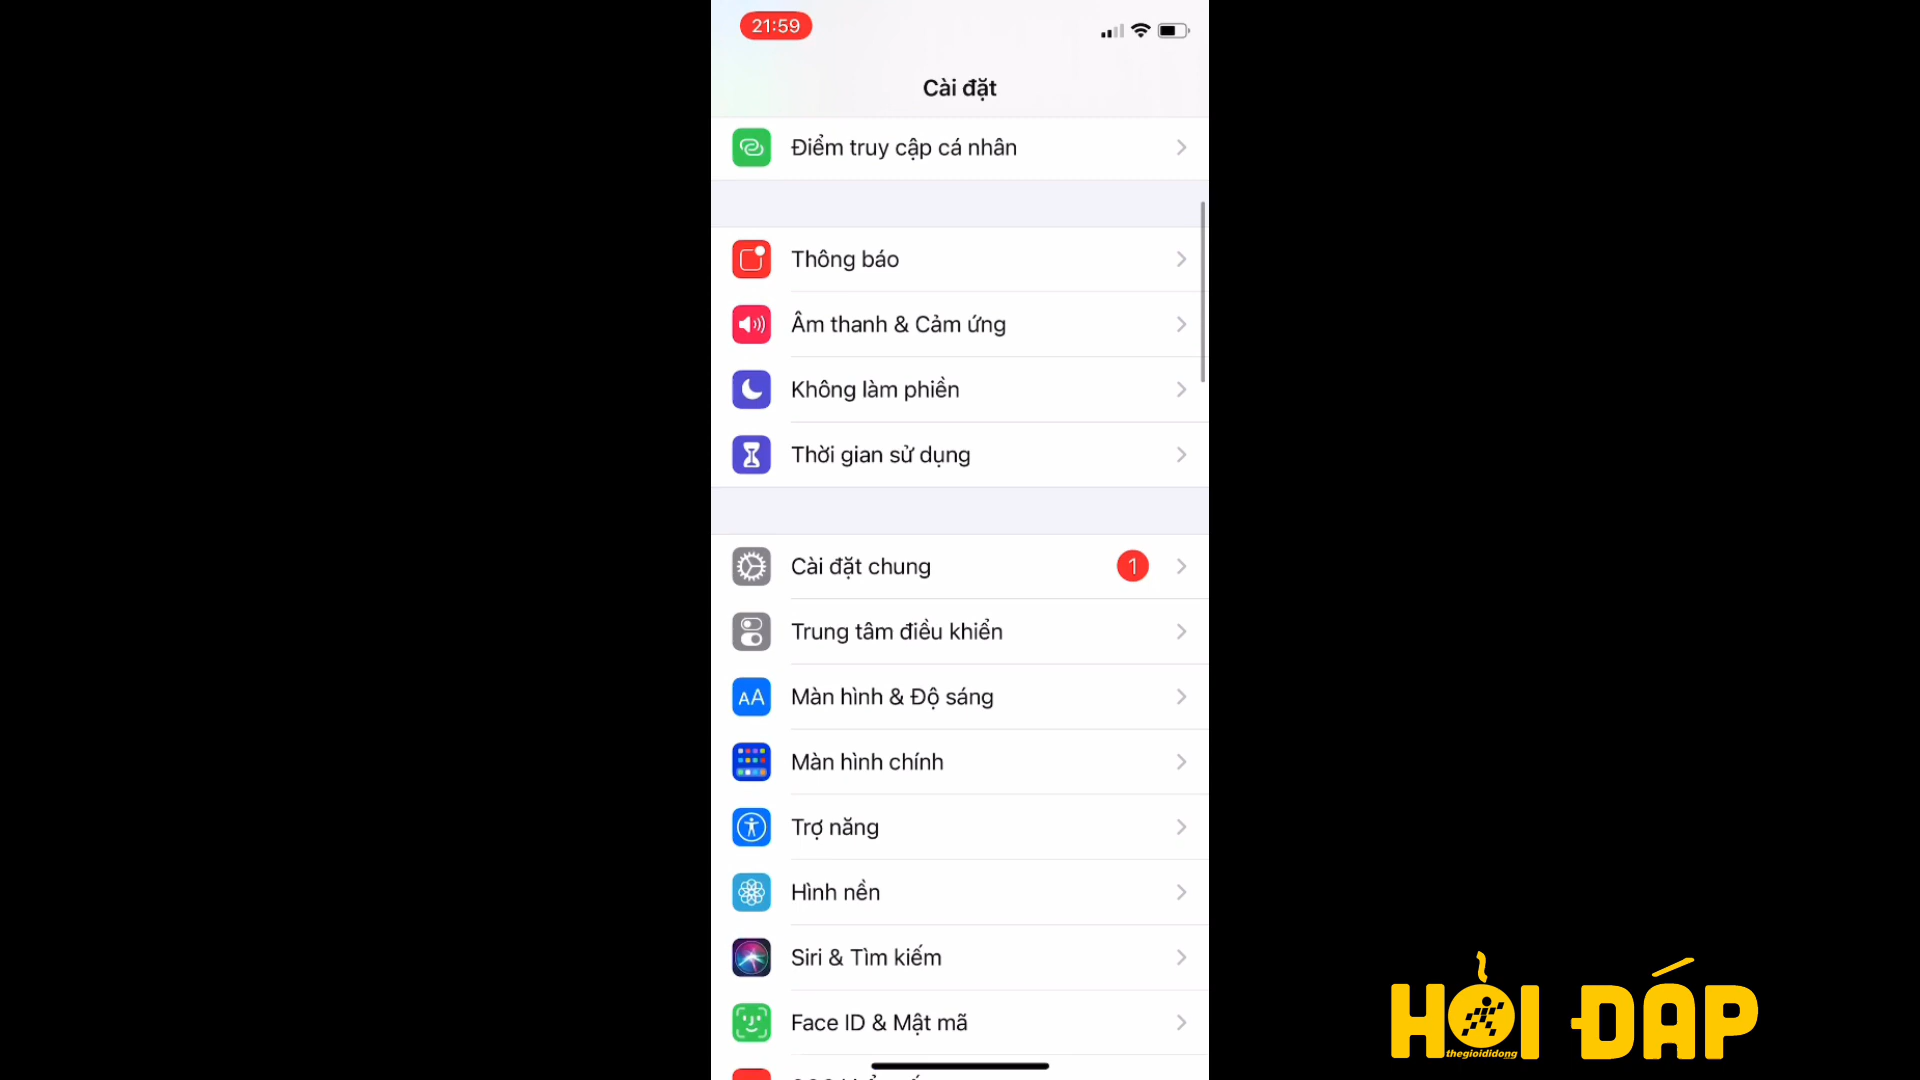 21:59
Cài đặt
Điểm truy cập cá nhân
Thông báo
Âm thanh & Cảm ứng
Không làm phiền
Thời gian sử dụng
Cài đặt chung 1
Trung tâm điều khiển
AA Màn hình & Độ sáng
Màn hình chính
Trợ năng
Hình nền
Siri & Tìm kiếm
Face ID & Mật mã
HỎI ĐÁP
thegioididong